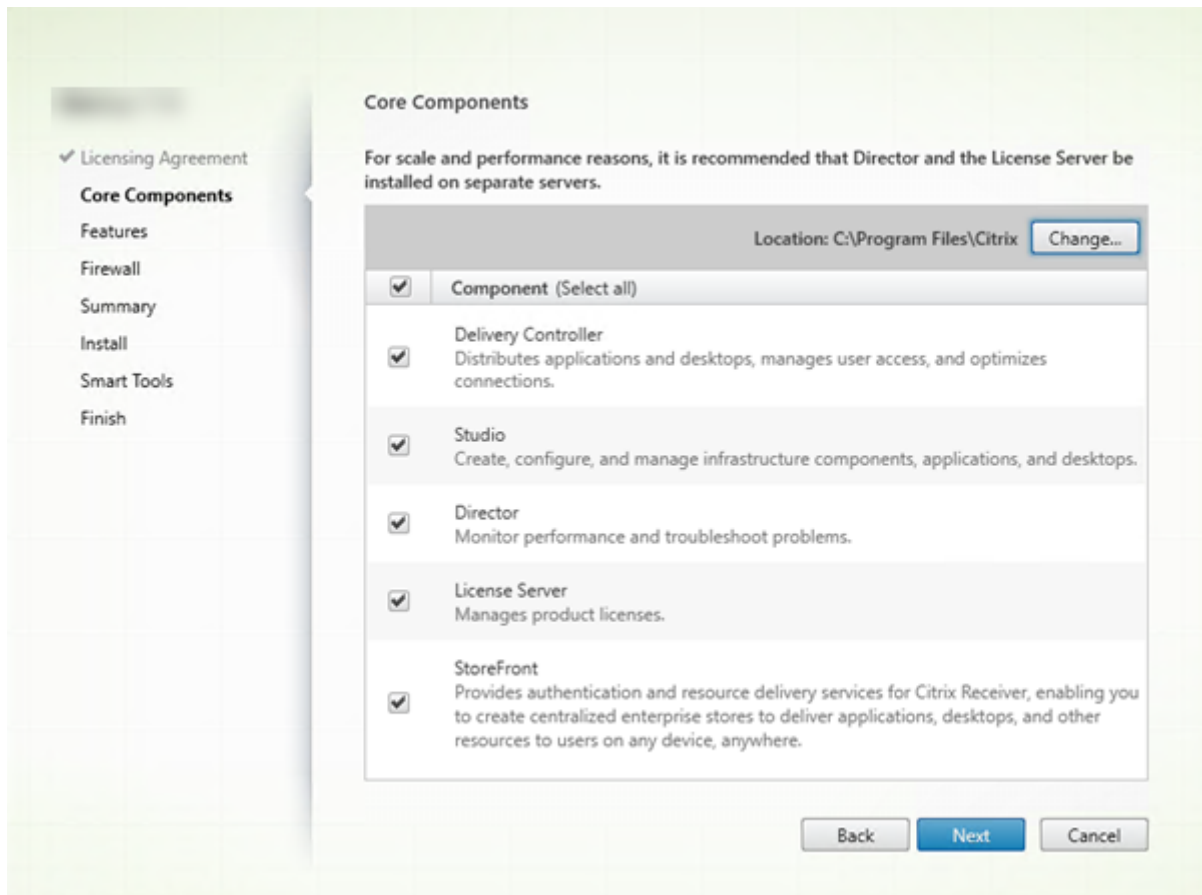 Licensing Agreement
Core Components
Features
Firewall
Summary
Install
Smart Tools
Finish
Core Components
For scale and performance reasons, it is recommended that Director and the License Server be
installed on separate servers.
Location: C:\Program Files\Citrix Change...
Component (Select all)
Delivery Controller
Distributes applications and desktops, manages user access, and optimizes
connections.
Studio
Create, configure, and manage infrastructure components, applications, and desktops.
Director
Monitor performance and troubleshoot problems.
License Server
Manages product licenses.
StoreFront
Provides authentication and resource delivery services for Citrix Receiver, enabling you
to create centralized enterprise stores to deliver applications, desktops, and other
resources to users on any device, anywhere.
Back Next Cancel